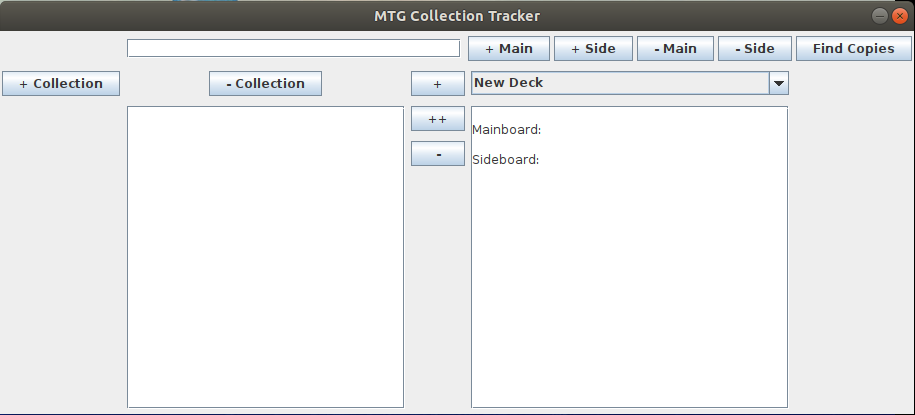 MTG Collection Tracker
+ Main + Side - Main - Side Find Copies
+ Collection - Collection + New Deck
++
Mainboard:
-
Sideboard: